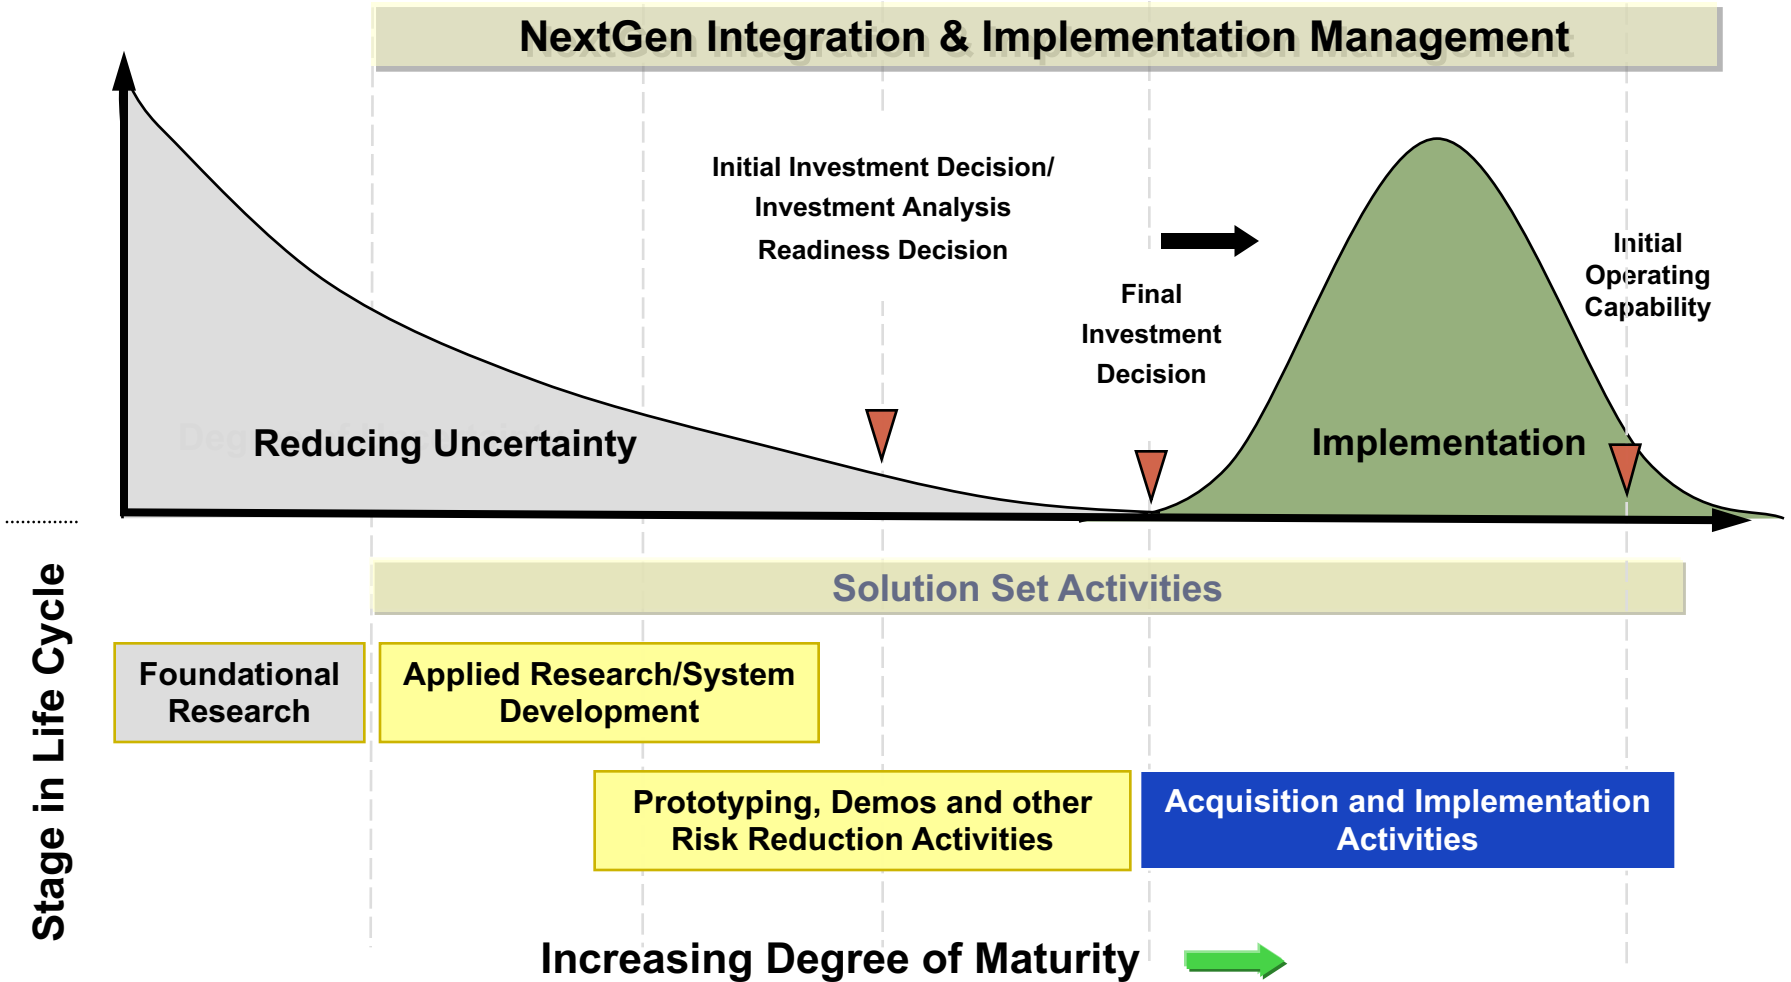 NextGen Integration & Implementation Management
Initial Investment Decision/
Investment Analysis
Readiness Decision
Final
Investment
Decision
Initial
Operating
Capability
Reducing Uncertainty
Implementation
Stage in Life Cycle
Solution Set Activities
Foundational
Research
Applied Research/System
Development
Prototyping, Demos and other
Risk Reduction Activities
Acquisition and Implementation
Activities
Increasing Degree of Maturity